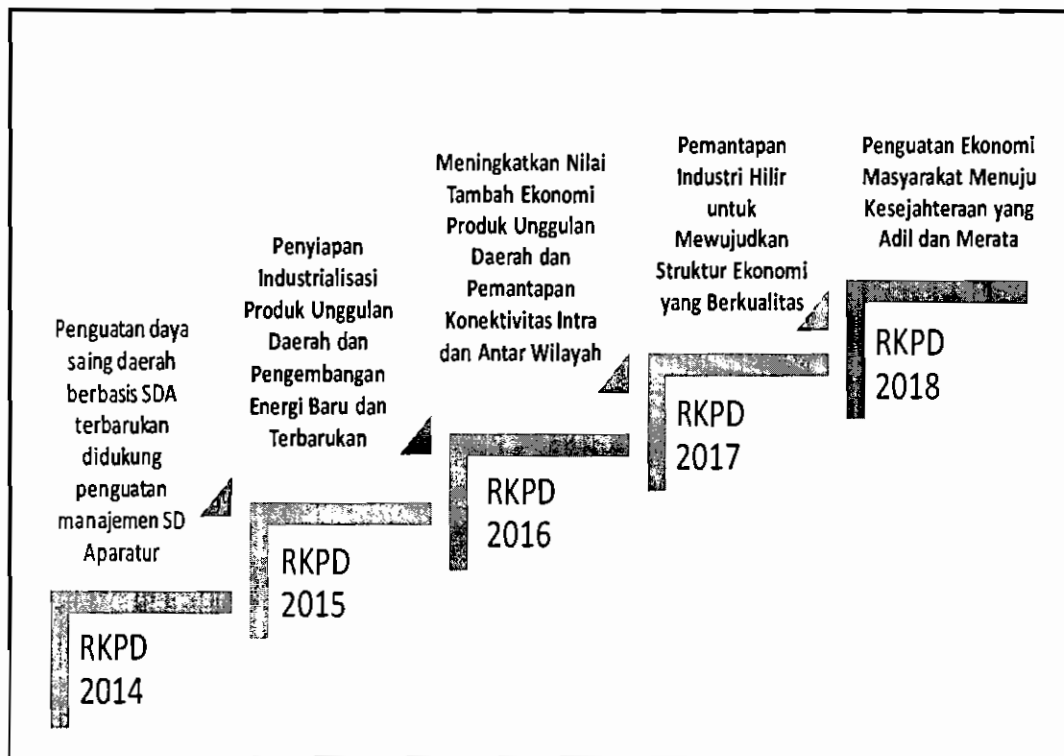 Penguatan daya
saing daerah
berbasis SDA
terbarukan
didukung
penguatan
manajemen SD
Aparatur
RKPD
2014
Penyiapan
Industrialisasi
Produk Unggulan
Daerah dan
Pengembangan
Energi Baru dan
Terbarukan
RKPD
2015
Meningkatkan Nilai
Tambah Ekonomi
Produk Unggulan
Daerah dan
Pemantapan
Konektivitas Intra
dan Antar Wilayah
RKPD
2016
Pemantapan
Industri Hilir
untuk
Mewujudkan
Struktur Ekonomi
yang Berkualitas
RKPD
2017
Penguatan Ekonomi
Masyarakat Menuju
Kesejahteraan yang
Adil dan Merata
RKPD
2018